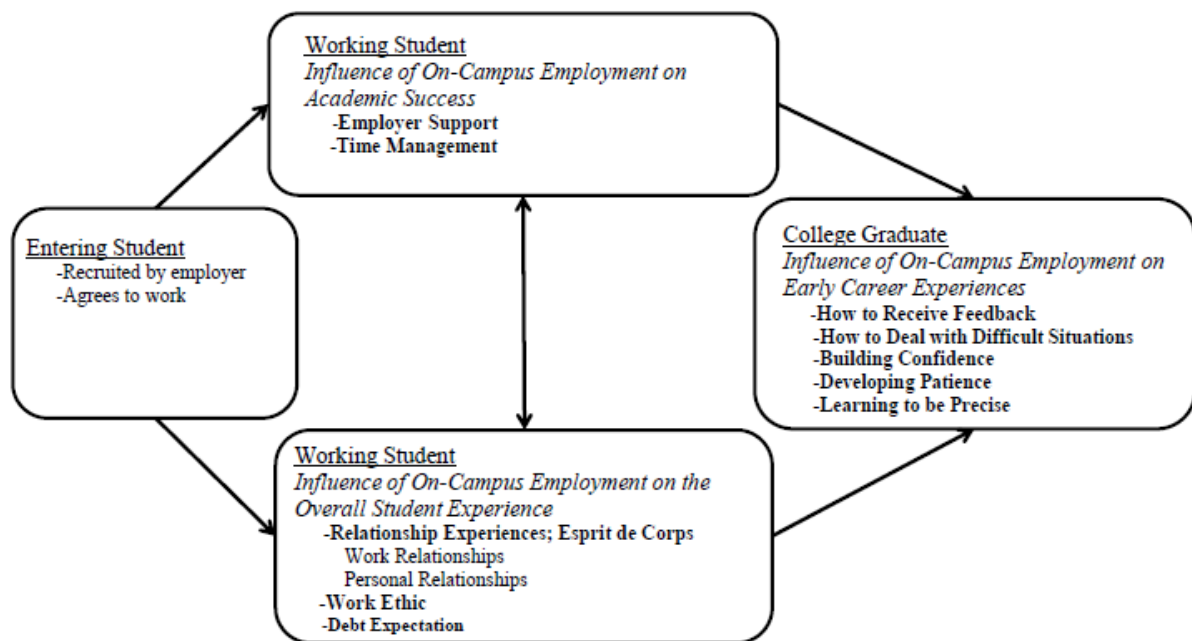 Working Student
Influence of On-Campus Employment on
Academic Success
-Employer Support
-Time Management
Entering Student
-Recruited by employer
-Agrees to work
College Graduate
Influence of On-Campus Employment on
Early Career Experiences
-How to Receive Feedback
-How to Deal with Difficult Situations
-Building Confidence
-Developing Patience
-Learning to be Precise
Working Student
Influence of On-Campus Employment on the
Overall Student Experience
-Relationship Experiences; Esprit de Corps
Work Relationships
Personal Relationships
-Work Ethic
-Debt Expectation